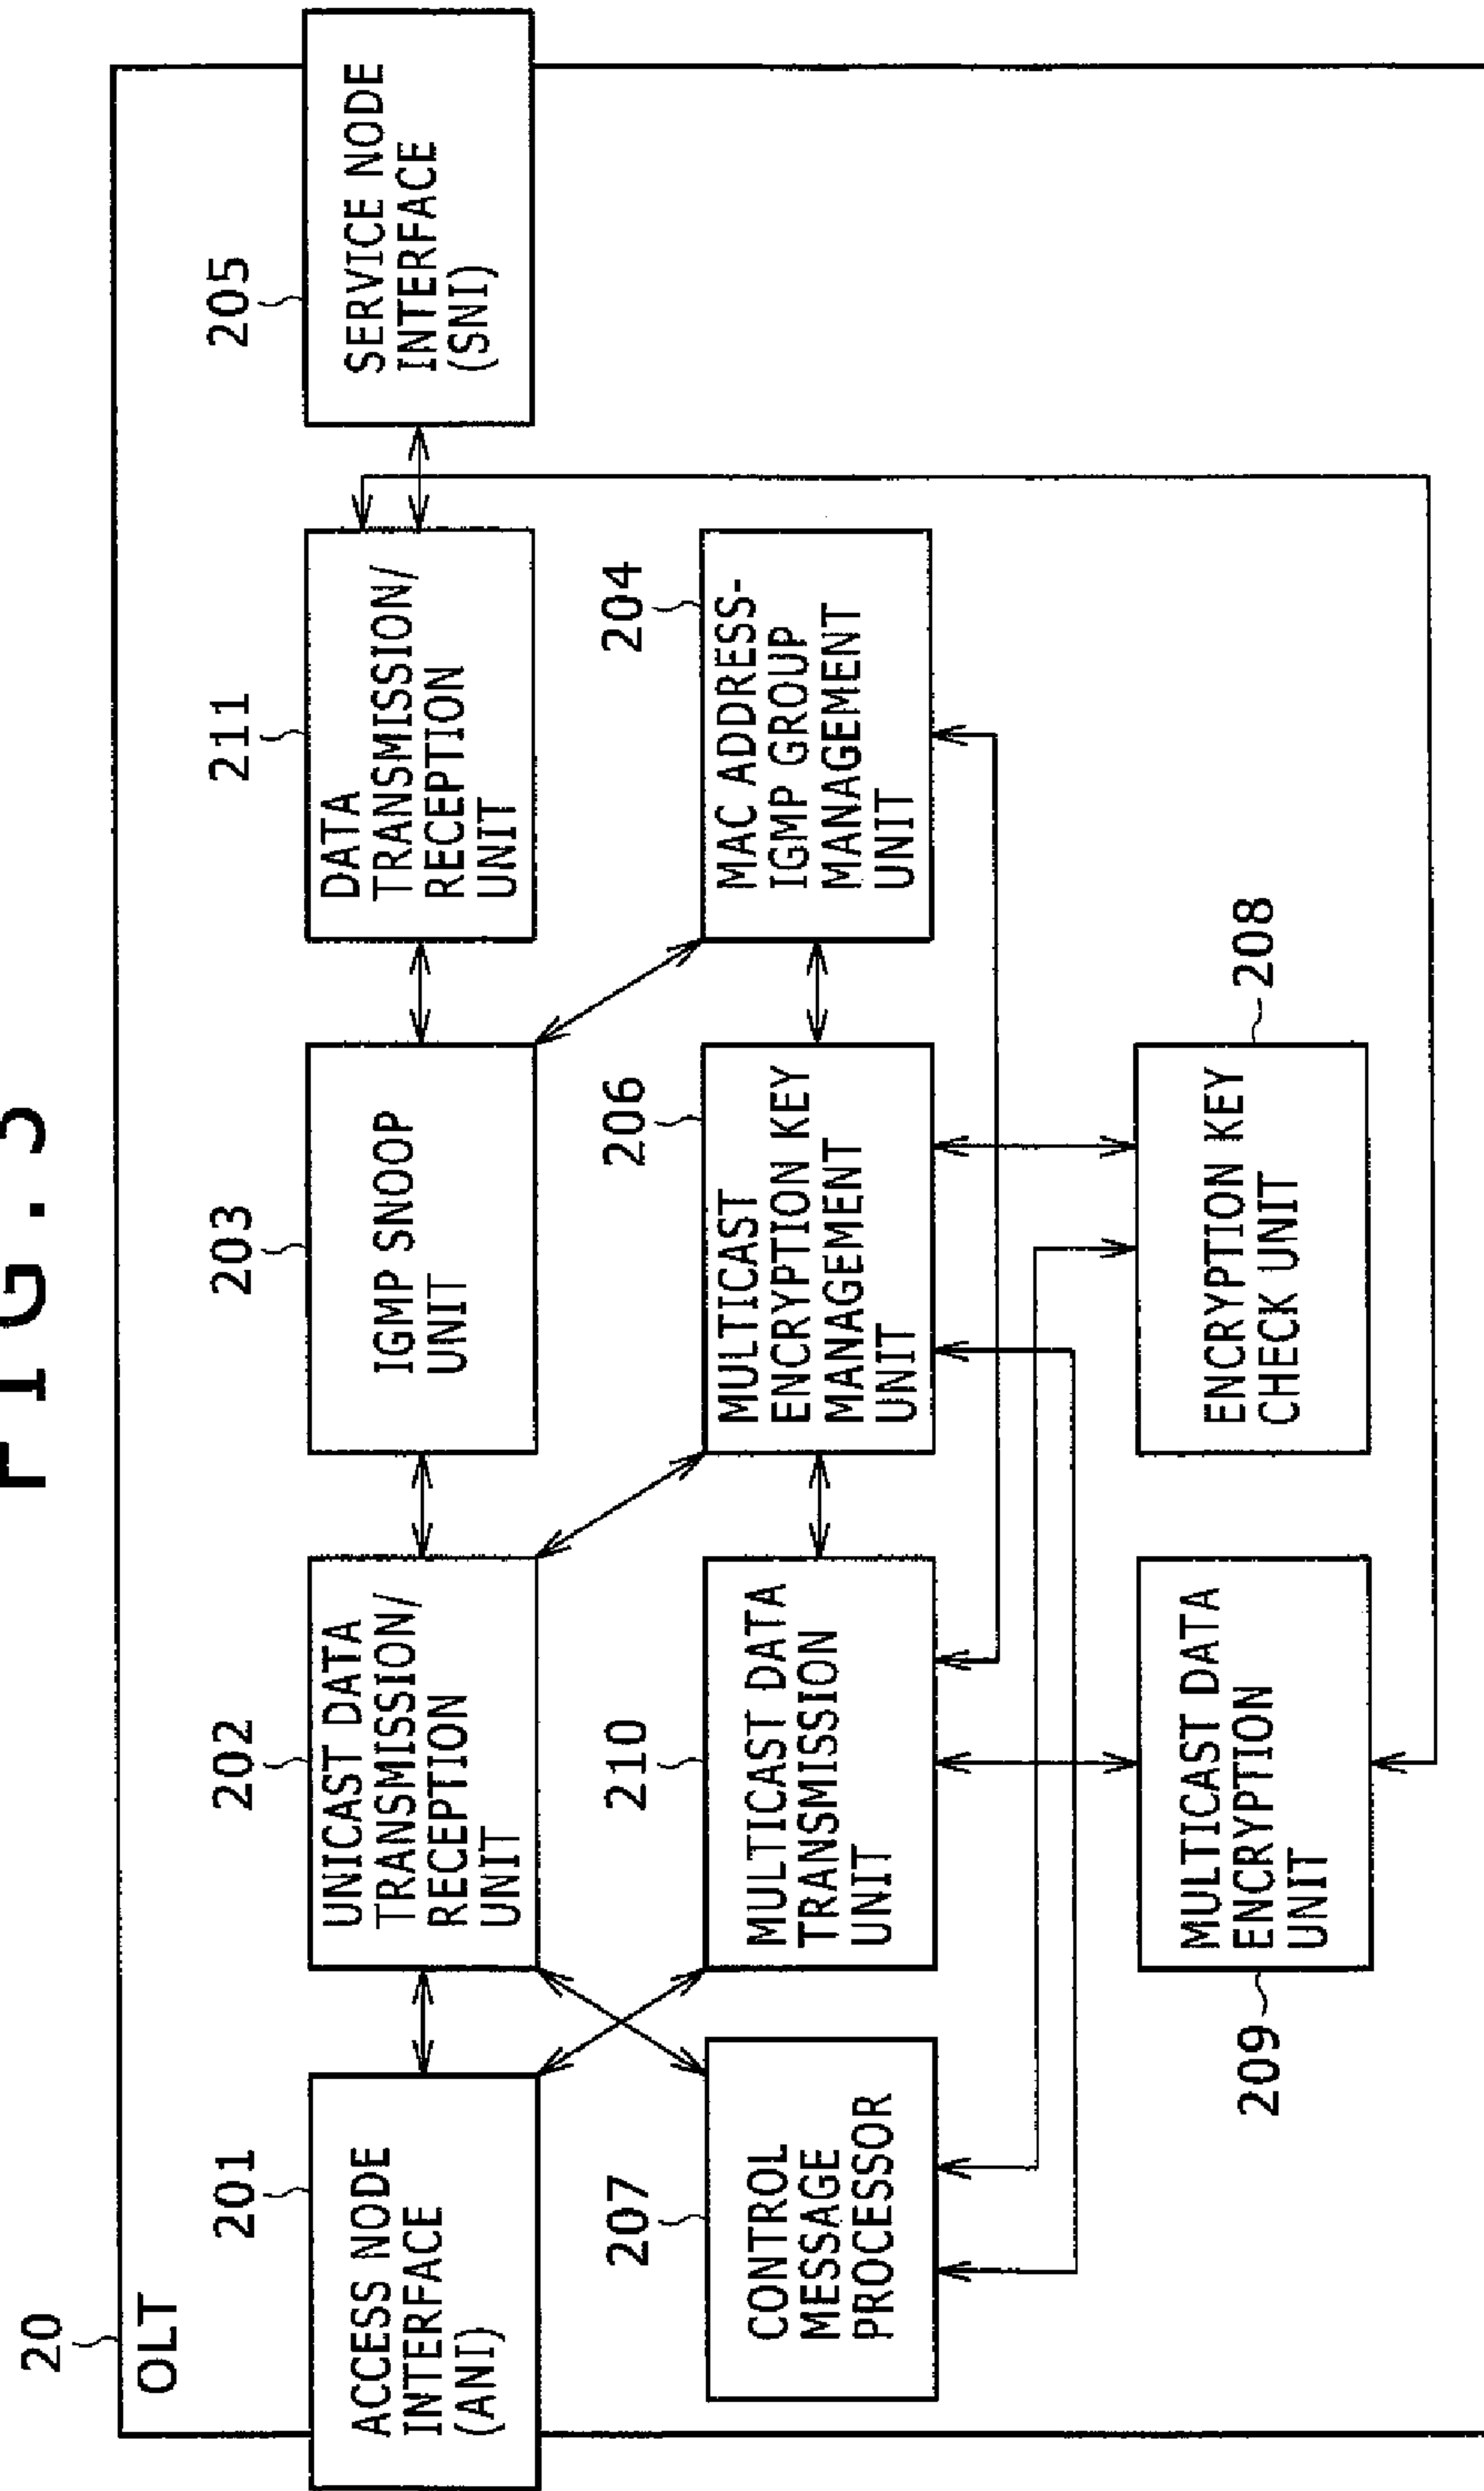 FIG.
20
OLT
201
ACCESS NODE
INTERFACE
(ANI)
202
UNICAST DATA
TRANSMISSION/
RECEPTION
UNIT
203
IGMP SNOOP
UNIT
211
DATA
TRANSMISSION/
RECEPTION
UNIT
205
SERVICE NODE
INTERFACE
(SNI)
207
CONTROL
MESSAGE
PROCESSOR
210
MULTICAST DATA
TRANSMISSION
UNIT
206
MULTICAST
ENCRYPTION KEY
MANAGEMENT
UNIT
204
MAC ADDRESS-
IGMP GROUP
MANAGEMENT
UNIT
209
MULTICAST DATA
ENCRYPTION
UNIT
208
ENCRYPTION KEY
CHECK UNIT